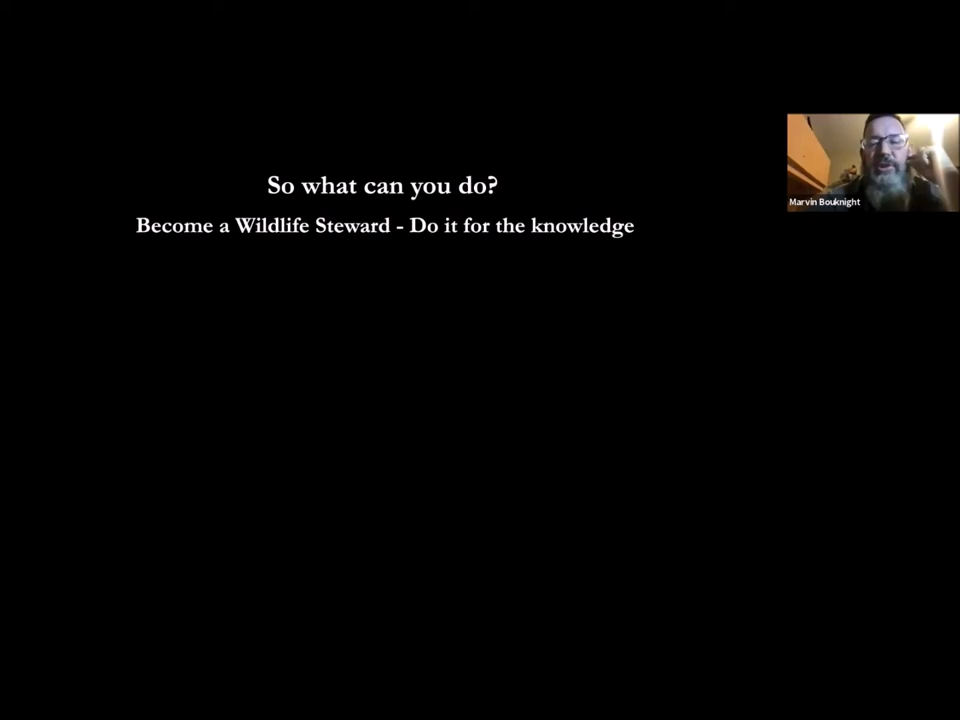 So what can you do?
Become a Wildlife Steward - Do it for the knowledge
Marvin Bouknight